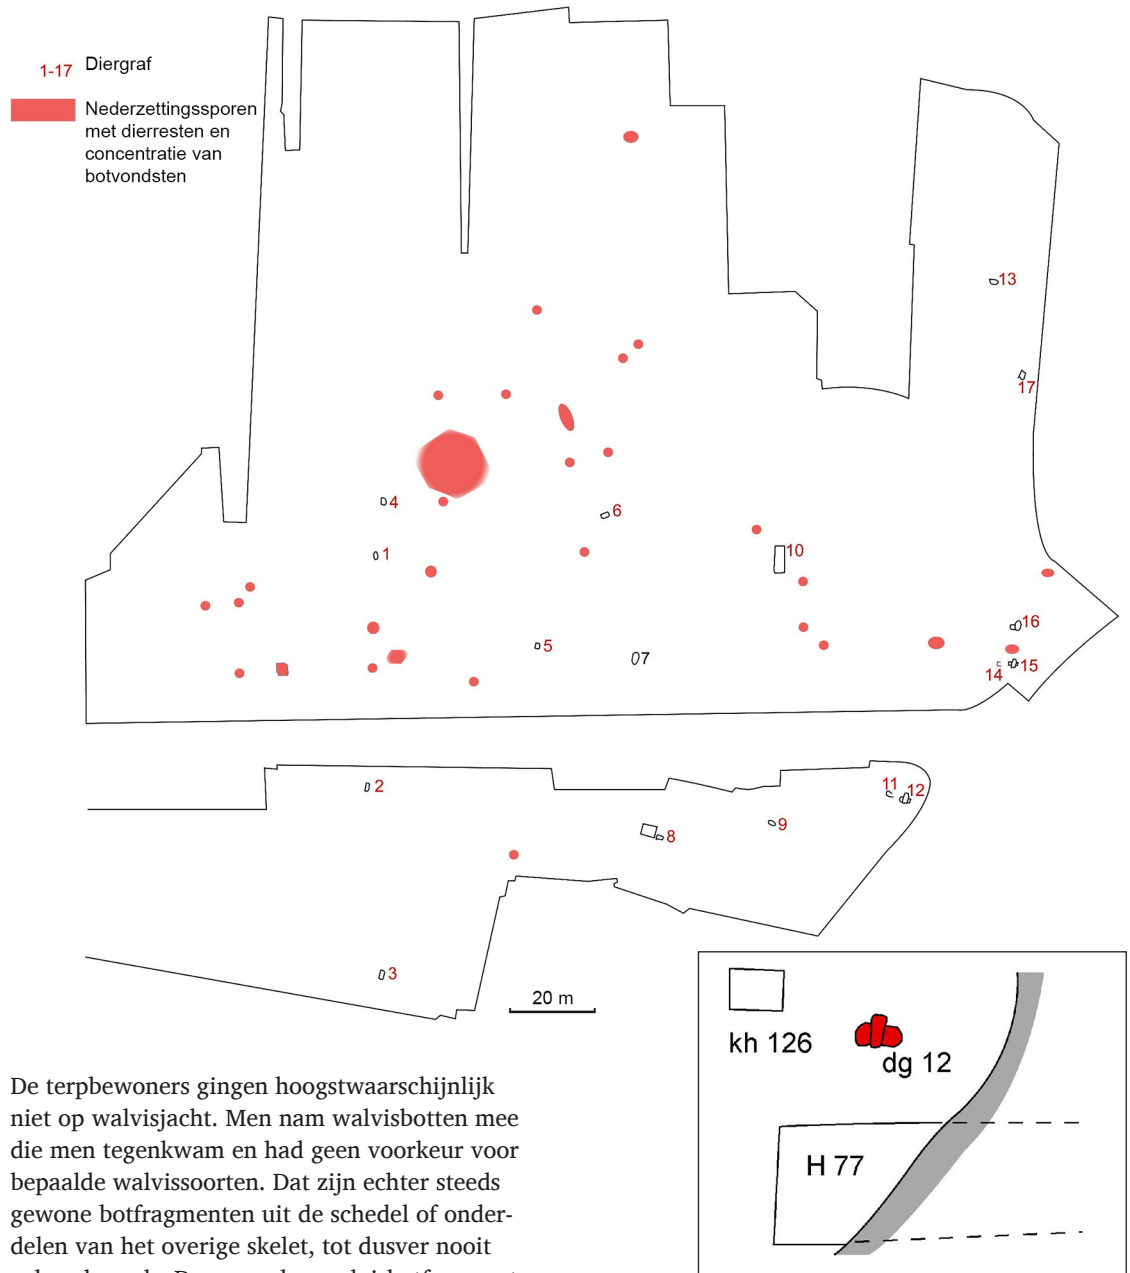 1-17 Diergraf
Nederzettingssporen
met dierresten en
concentratie van
botvondsten
13
17
4
6
1
10
16
5
7
15
14
2
11
12
8
9
3
20 m
kh 126
dg 12
H 77
De terpbewoners gingen hoogstwaarschijnlijk
niet op walvisjacht. Men nam walvisbotten mee
die men tegenkwam en had geen voorkeur voor
bepaalde walvissoorten. Dat zijn echter steeds
gewone botfragmenten uit de schedel of onder-
delen van het overige skelet, tot dusver nooit